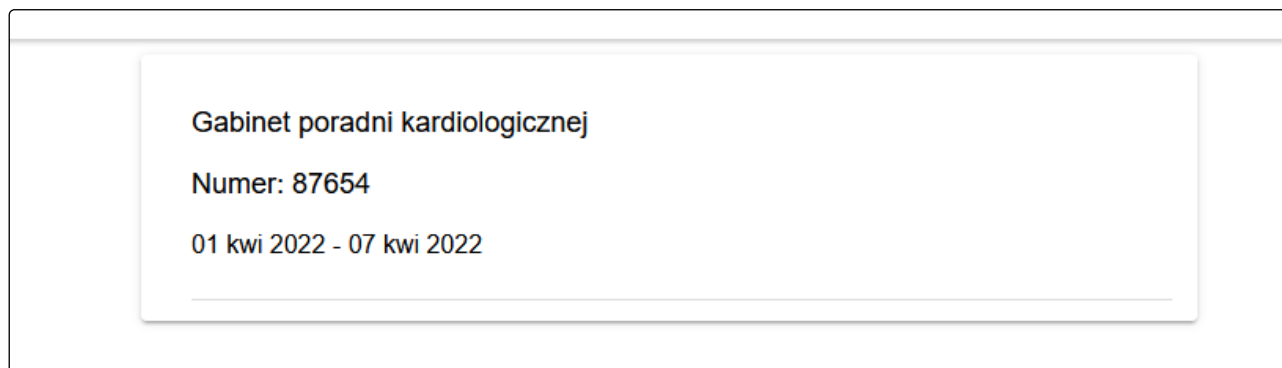 Gabinet poradni kardiologicznej
Numer: 87654
01 kwi 2022 - 07 kwi 2022